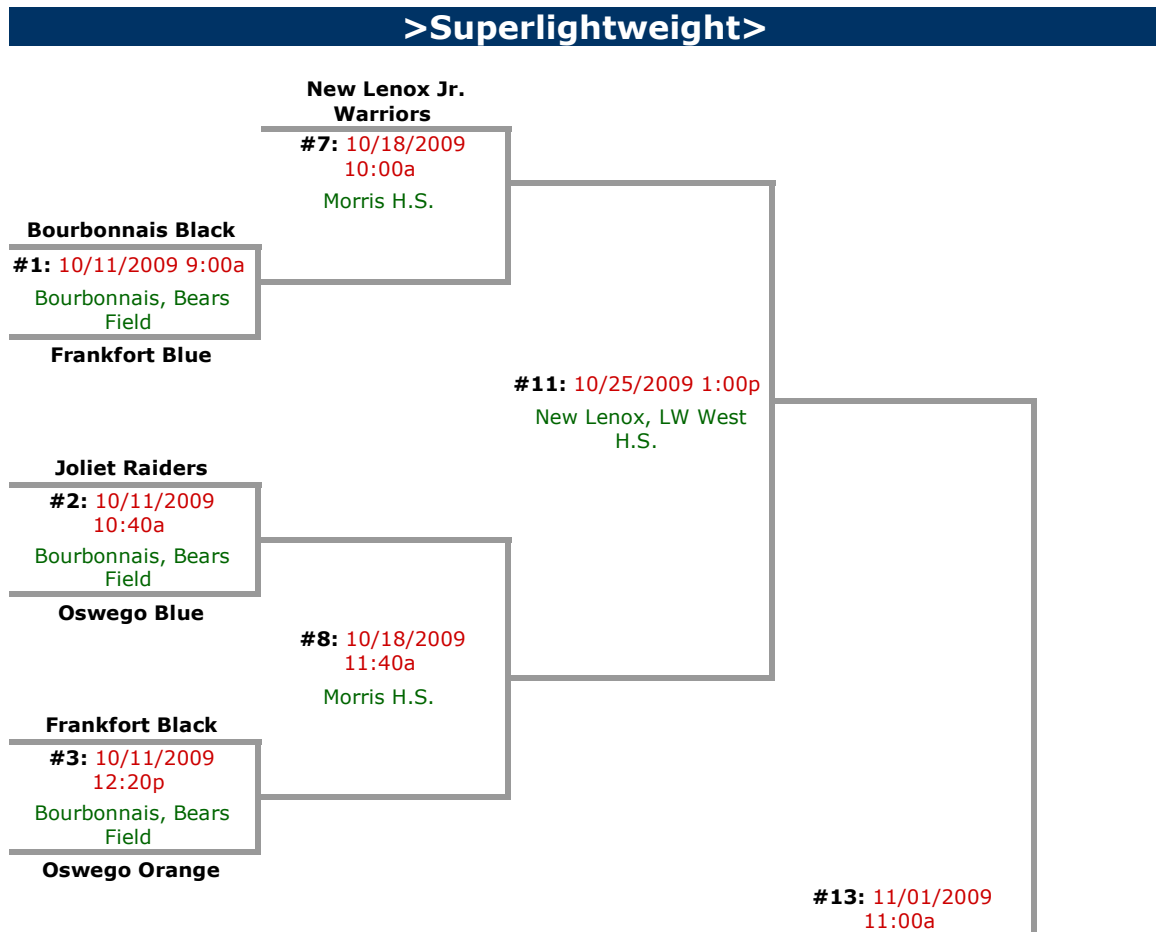 >Superlightweight>
New Lenox Jr.
Warriors
#7: 10/18/2009
10:00a
Morris H.S.
Bourbonnais Black
#1: 10/11/2009 9:00a
Bourbonnais, Bears
Field
Frankfort Blue
#11: 10/25/2009 1:00p
New Lenox, LW West
H.S.
Joliet Raiders
#2: 10/11/2009
10:40a
Bourbonnais, Bears
Field
Oswego Blue
#8: 10/18/2009
11:40a
Morris H.S.
Frankfort Black
#3: 10/11/2009
12:20p
Bourbonnais, Bears
Field
Oswego Orange
#13: 11/01/2009
11:00a